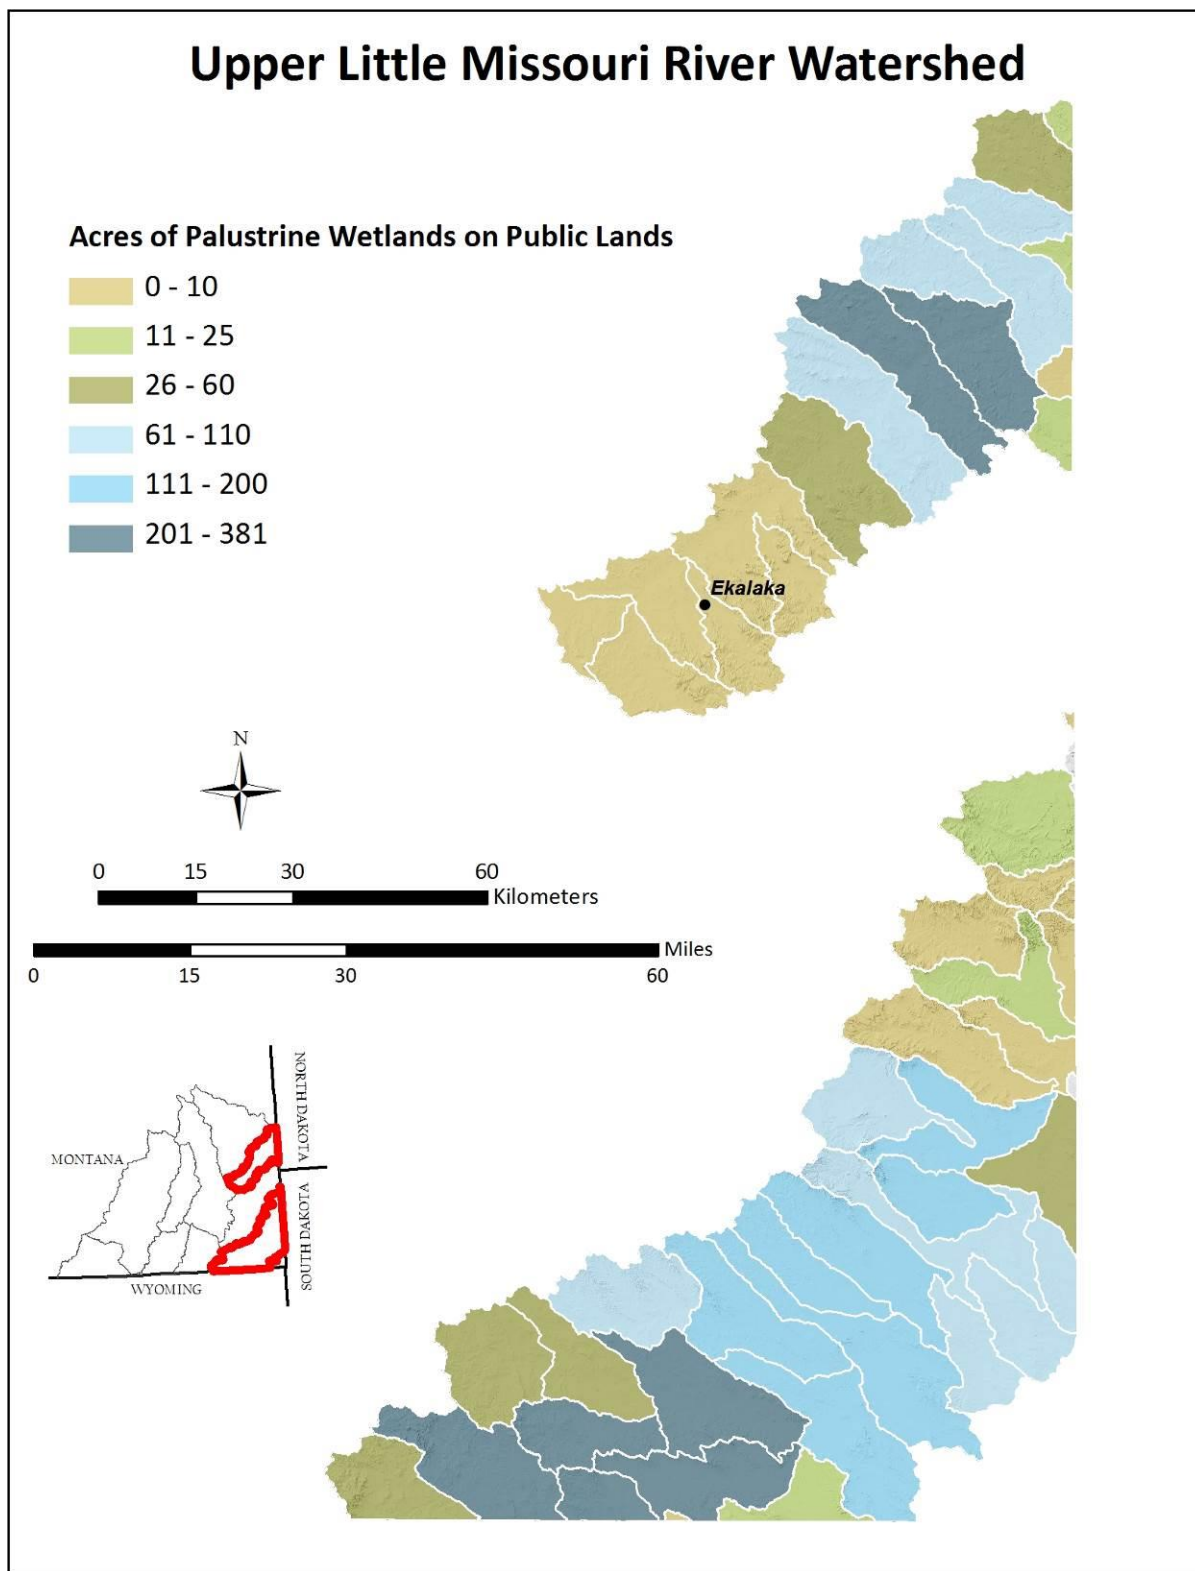 Upper Little Missouri River Watershed
Acres of Palustrine Wetlands on Public Lands
0 - 10
11 - 25
26 - 60
61 - 110
111 - 200
201 - 381
Ekalaka
N
0 15 30 60
Kilometers
Miles
0 15 30 60
NORTH DAKOTA
MONTANA
SOUTH DAKOTA
WYOMING